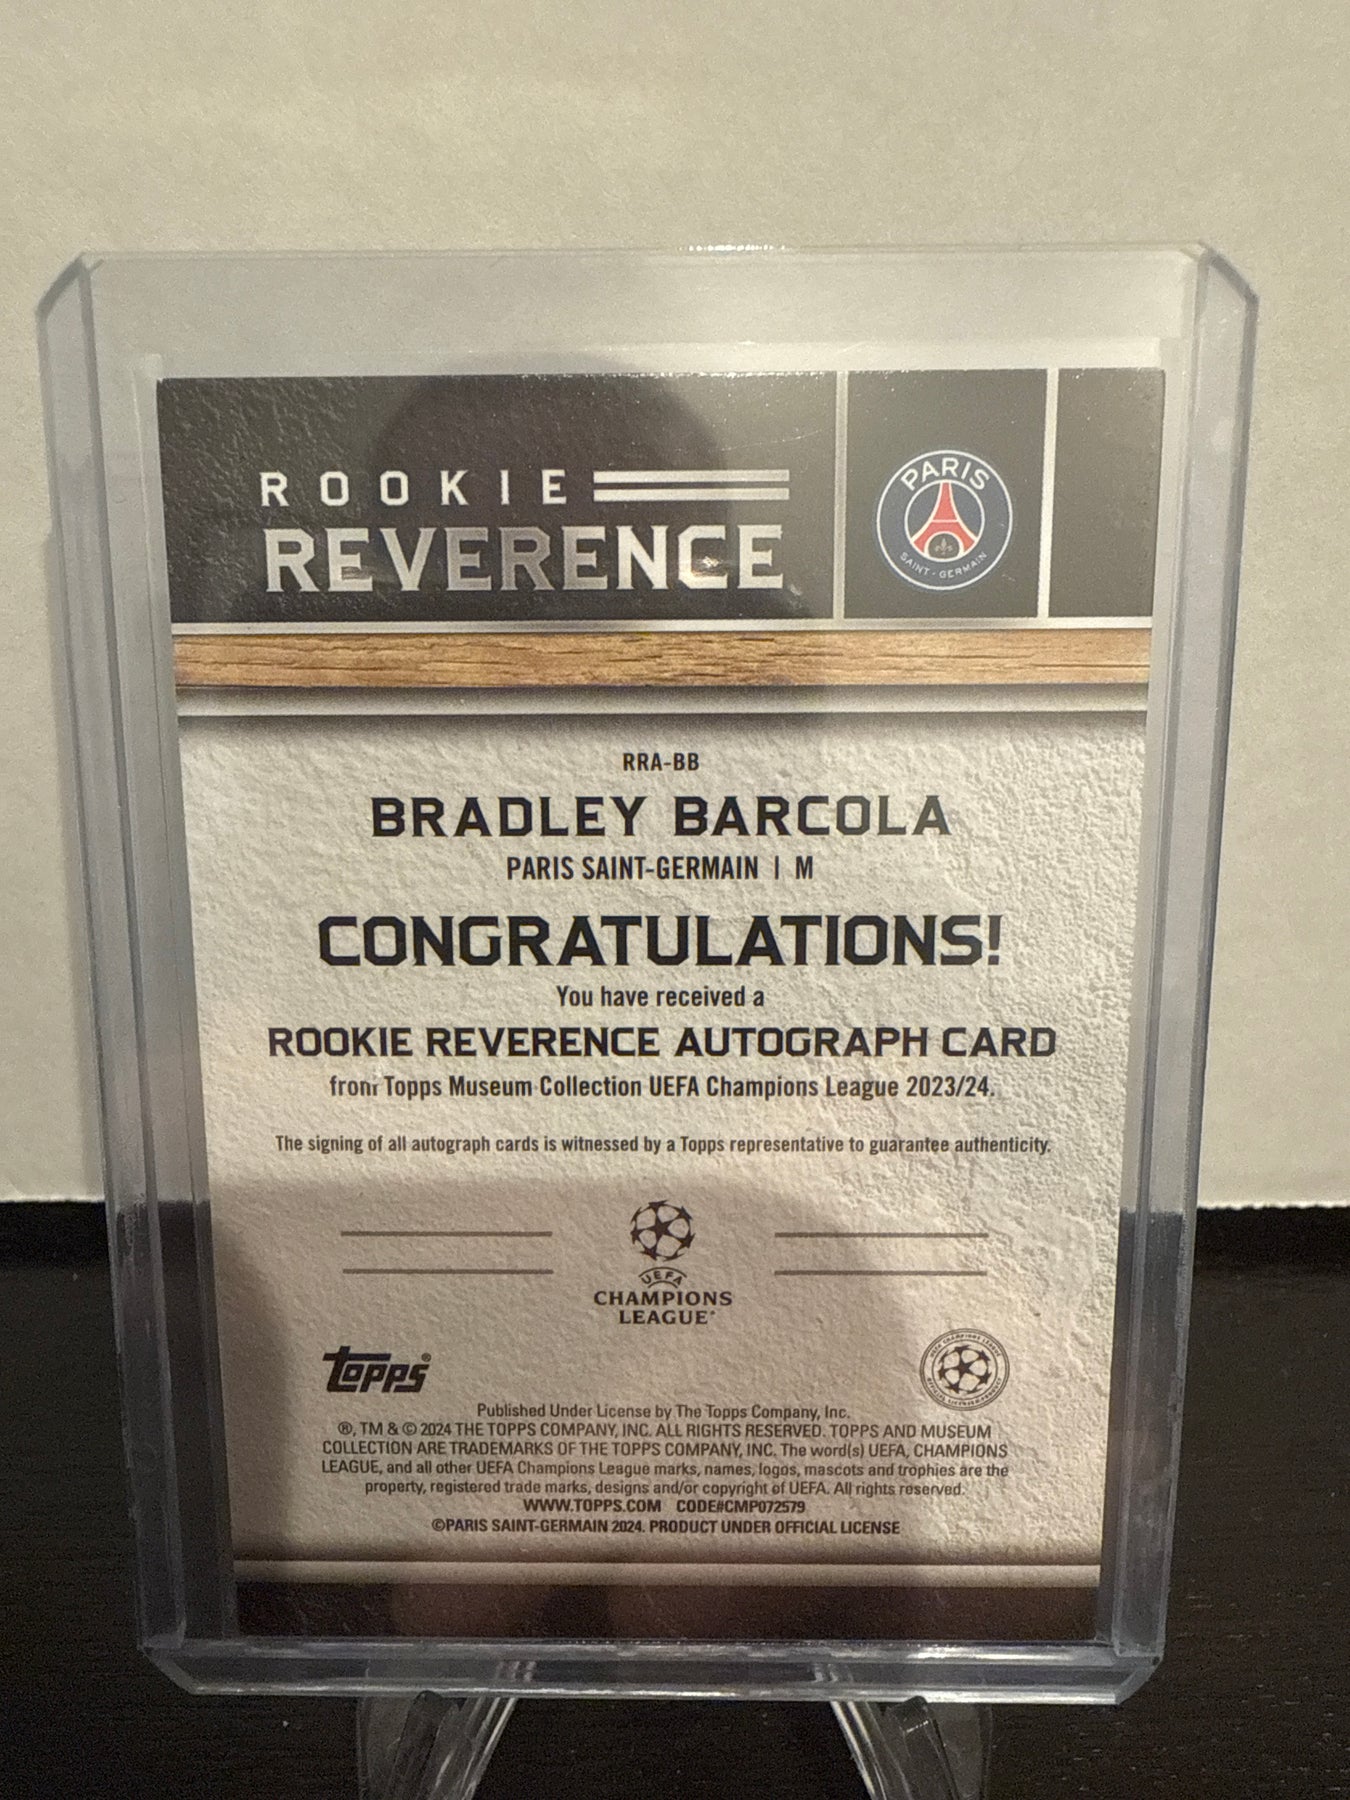 ROOKIE
REVERENCE
PARIS
SAINT-GERMAIN
RRA-BB
BRADLEY BARCOLA
PARIS SAINT-GERMAIN | M
CONGRATULATIONS!
You have received a
ROOKIE REVERENCE AUTOGRAPH CARD
from Topps Museum Collection UEFA Champions League 2023/24.
The signing of all autograph cards is witnessed by a Topps representative to guarantee authenticity.
UEFA
CHAMPIONS
LEAGUE®
topps®
Published Under License by The Topps Company, Inc.
®, TM & © 2024 THE TOPPS COMPANY, INC. ALL RIGHTS RESERVED. TOPPS AND MUSEUM
COLLECTION ARE TRADEMARKS OF THE TOPPS COMPANY, INC. The word(s) UEFA, CHAMPIONS
LEAGUE, and all other UEFA Champions League marks, names, logos, mascots and trophies are the
property, registered trade marks, designs and/or copyright of UEFA. All rights reserved.
WWW.TOPPS.COM CODE#CMP072579
©PARIS SAINT-GERMAIN 2024. PRODUCT UNDER OFFICIAL LICENSE